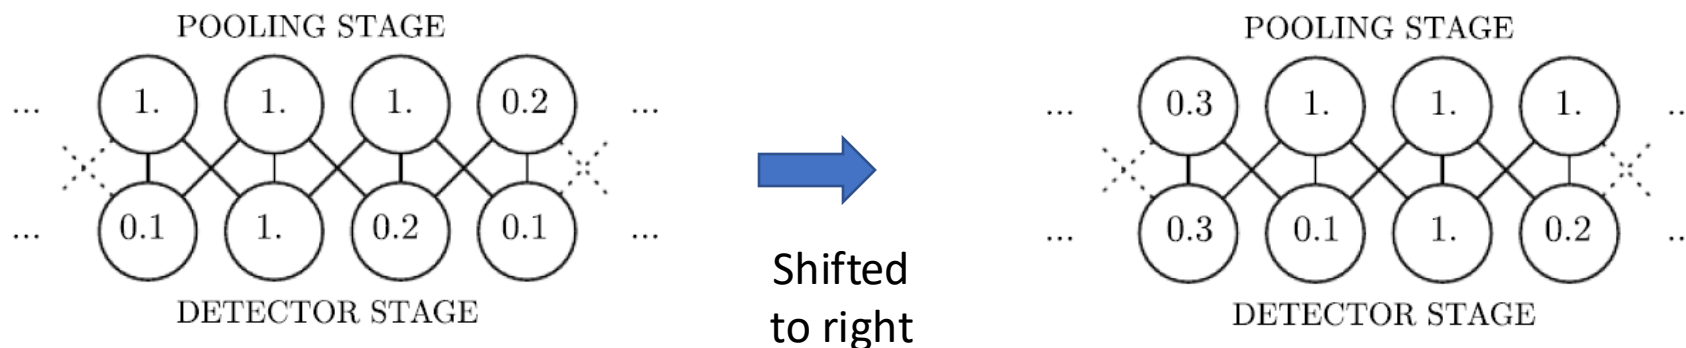 POOLING STAGE
... 1. 1. 1. 0.2 ...
... 0.1 1. 0.2 0.1 ...
DETECTOR STAGE
Shifted
to right
POOLING STAGE
... 0.3 1. 1. 1. ..
... 0.3 0.1 1. 0.2 ..
DETECTOR STAGE